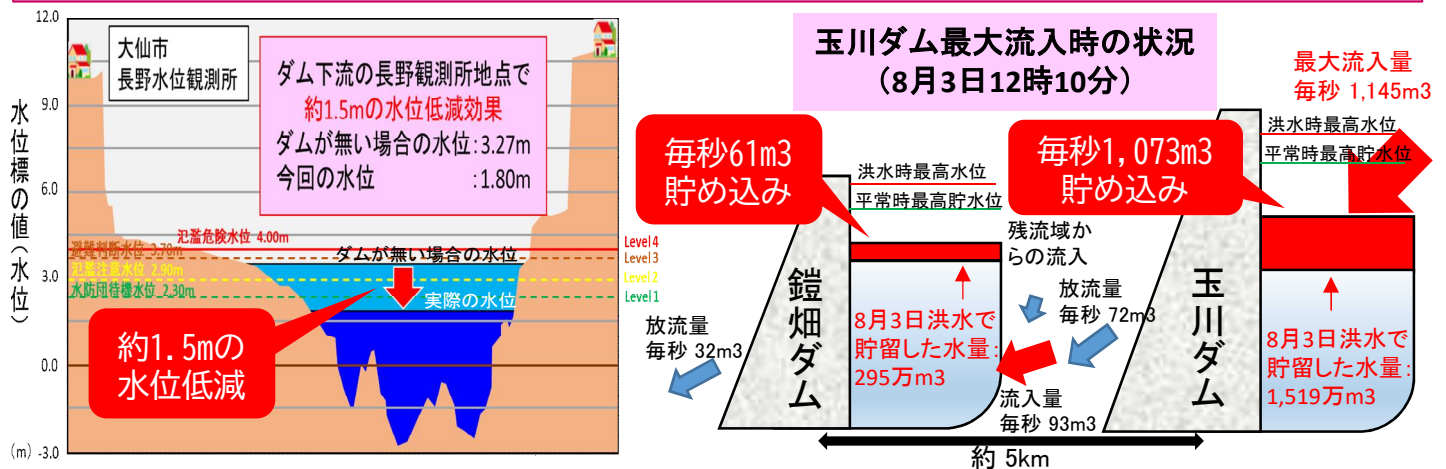 12.0
9.0
6.0
3.0
0.0
(m) -3.0
水位標の値(水位)
大仙市
長野水位観測所
ダム下流の長野観測所地点で
約1.5mの水位低減効果
ダムが無い場合の水位:3.27m
今回の水位 :1.80m
氾濫危険水位 4.00m
避難判断水位 3.70m
氾濫注意水位 2.90m
水防団待機水位 2.30m
Level 4
Level 3
Level 2
Level 1
ダムが無い場合の水位
実際の水位
約1.5mの
水位低減
玉川ダム最大流入時の状況
(8月3日12時10分)
最大流入量
毎秒 1,145m3
毎秒61m3
貯め込み
洪水時最高水位
平常時最高貯水位
毎秒1,073m3
貯め込み
洪水時最高水位
平常時最高貯水位
残流域か
らの流入
放流量
毎秒 72m3
放流量
毎秒 32m3
鎧畑ダム
8月3日洪水で
貯留した水量:
295万m3
流入量
毎秒 93m3
玉川ダム
8月3日洪水で
貯留した水量:
1,519万m3
約 5km